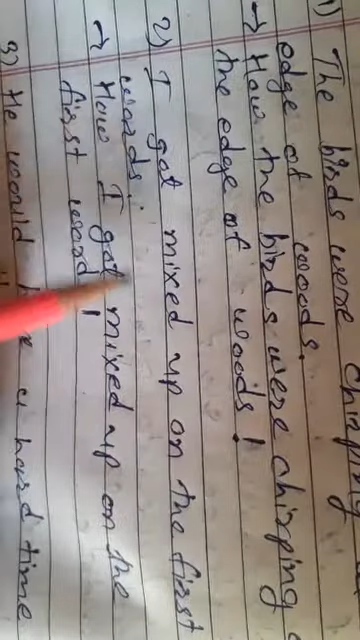 1) The birds were chirping
edge of woods.
→ How the birds were chirping
the edge of woods!
2) I got mixed up on the first
words.
→ How I got mixed up on the
first word!
3) He would a hard time